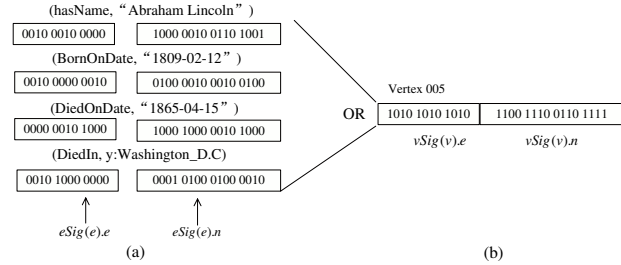 (hasName, “Abraham Lincoln” )
0010 0010 0000 1000 0010 0110 1001
(BornOnDate, “1809-02-12” )
0010 0000 0010 0100 0010 0010 0100
(DiedOnDate, “1865-04-15” )
0000 0010 1000 1000 1000 0010 1000
(DiedIn, y:Washington_D.C)
0010 1000 0000 0001 0100 0100 0010
eSig(e).e eSig(e).n
(a)
Vertex 005
OR 1010 1010 1010 1100 1110 0110 1111
vSig(v).e vSig(v).n
(b)